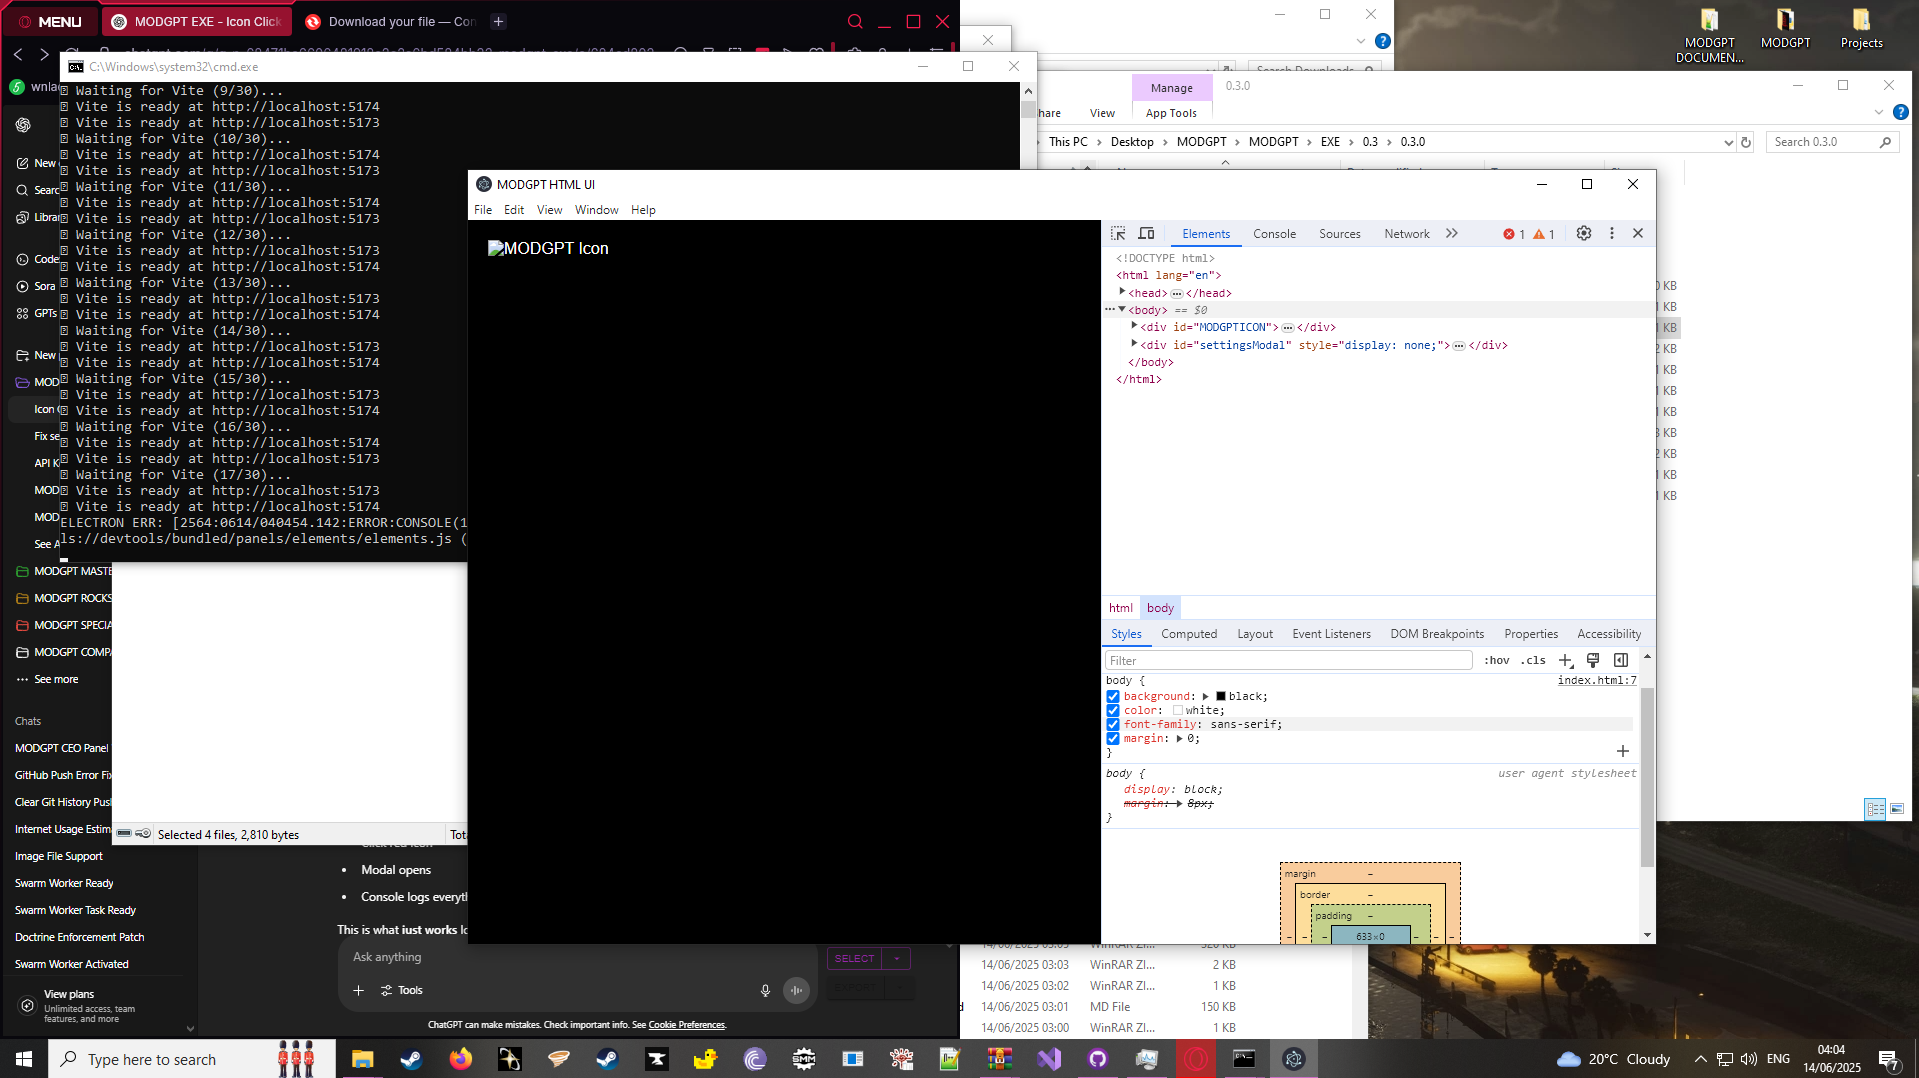 MENU
MODGPT EXE - Icon Click
Download your file — Con
wnlad
New
Searc
Librar
Code
Sora
GPTs
New
MOD
Icon
Fix se
API K
MOD
MOD
See A
MODGPT MASTE
MODGPT ROCKS
MODGPT SPECIA
MODGPT COMPA
See more
Chats
MODGPT CEO Panel
GitHub Push Error Fix
Clear Git History Push
Internet Usage Estima
Image File Support
Swarm Worker Ready
Swarm Worker Task Ready
Doctrine Enforcement Patch
Swarm Worker Activated
View plans
Unlimited access, team
features, and more
C:\Windows\system32\cmd.exe
Waiting for Vite (9/30)...
Vite is ready at http://localhost:5174
Vite is ready at http://localhost:5173
Waiting for Vite (10/30)...
Vite is ready at http://localhost:5174
Vite is ready at http://localhost:5173
Waiting for Vite (11/30)...
Vite is ready at http://localhost:5174
Vite is ready at http://localhost:5173
Waiting for Vite (12/30)...
Vite is ready at http://localhost:5173
Vite is ready at http://localhost:5174
Waiting for Vite (13/30)...
Vite is ready at http://localhost:5173
Vite is ready at http://localhost:5174
Waiting for Vite (14/30)...
Vite is ready at http://localhost:5173
Vite is ready at http://localhost:5174
Waiting for Vite (15/30)...
Vite is ready at http://localhost:5173
Vite is ready at http://localhost:5174
Waiting for Vite (16/30)...
Vite is ready at http://localhost:5174
Vite is ready at http://localhost:5173
Waiting for Vite (17/30)...
Vite is ready at http://localhost:5173
Vite is ready at http://localhost:5174
ELECTRON ERR: [2564:0614/040454.142:ERROR:CONSOLE(1
ls://devtools/bundled/panels/elements/elements.js (
Selected 4 files, 2,810 bytes
Tota
Modal opens
Console logs everyth
This is what just works lo
Ask anything
Tools
SELECT
ChatGPT can make mistakes. Check important info. See Cookie Preferences.
Search Downloads
Manage
0.3.0
hare View App Tools
This PC > Desktop > MODGPT > MODGPT > EXE > 0.3 > 0.3.0
Search 0.3.0
MODGPT HTML UI
File Edit View Window Help
MODGPT Icon
Elements Console Sources Network >> 1 1
<!DOCTYPE html>
<html lang="en">
<head> ... </head>
... <body> == $0
<div id="MODGPTICON"> ... </div>
<div id="settingsModal" style="display: none;"> ... </div>
</body>
</html>
html body
Styles Computed Layout Event Listeners DOM Breakpoints Properties Accessibility
Filter :hov .cls
body { index.html:7
background: black;
color: white;
font-family: sans-serif;
margin: 0;
}
body { user agent stylesheet
display: block;
margin: 8px;
}
margin –
border –
padding –
– – – 633×0 – – –
14/06/2025 03:03 WinRAR ZI... 2 KB
14/06/2025 03:02 WinRAR ZI... 1 KB
14/06/2025 03:01 MD File 150 KB
14/06/2025 03:00 WinRAR ZI... 1 KB
MODGPT DOCUMEN...
MODGPT
Projects
Type here to search
20°C Cloudy
ENG
04:04
14/06/2025
7